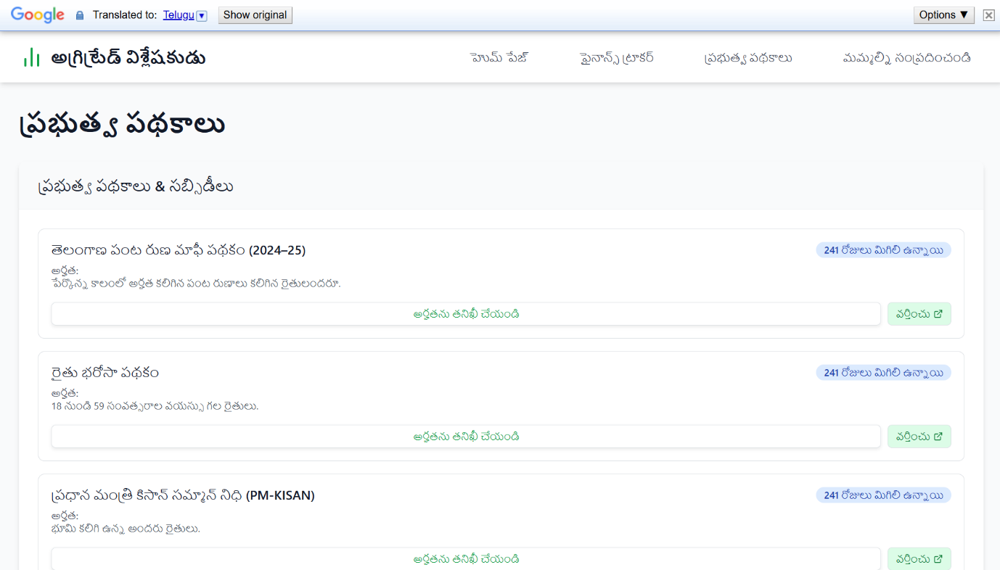 Google Translated to: Telugu ▼ Show original Options ▼
అగ్రిట్రేడ్ విశ్లేషకుడు హోమ్ పేజ్ ఫైనాన్స్ ట్రాకర్ ప్రభుత్వ పథకాలు మమ్మల్ని సంప్రదించండి
ప్రభుత్వ పథకాలు
ప్రభుత్వ పథకాలు & సబ్సిడీలు
తెలంగాణ పంట రుణ మాఫీ పథకం (2024–25) 241 రోజులు మిగిలి ఉన్నాయి
అర్హత:
పేర్కొన్న కాలంలో అర్హత కలిగిన పంట రుణాలు కలిగిన రైతులందరూ.
అర్హతను తనిఖీ చేయండి వర్తించు
రైతు భరోసా పథకం 241 రోజులు మిగిలి ఉన్నాయి
అర్హత:
18 నుండి 59 సంవత్సరాల వయస్సు గల రైతులు.
అర్హతను తనిఖీ చేయండి వర్తించు
ప్రధాన మంత్రి కిసాన్ సమ్మాన్ నిధి (PM-KISAN) 241 రోజులు మిగిలి ఉన్నాయి
అర్హత:
భూమి కలిగి ఉన్న అందరు రైతులు.
అర్హతను తనిఖీ చేయండి వర్తించు